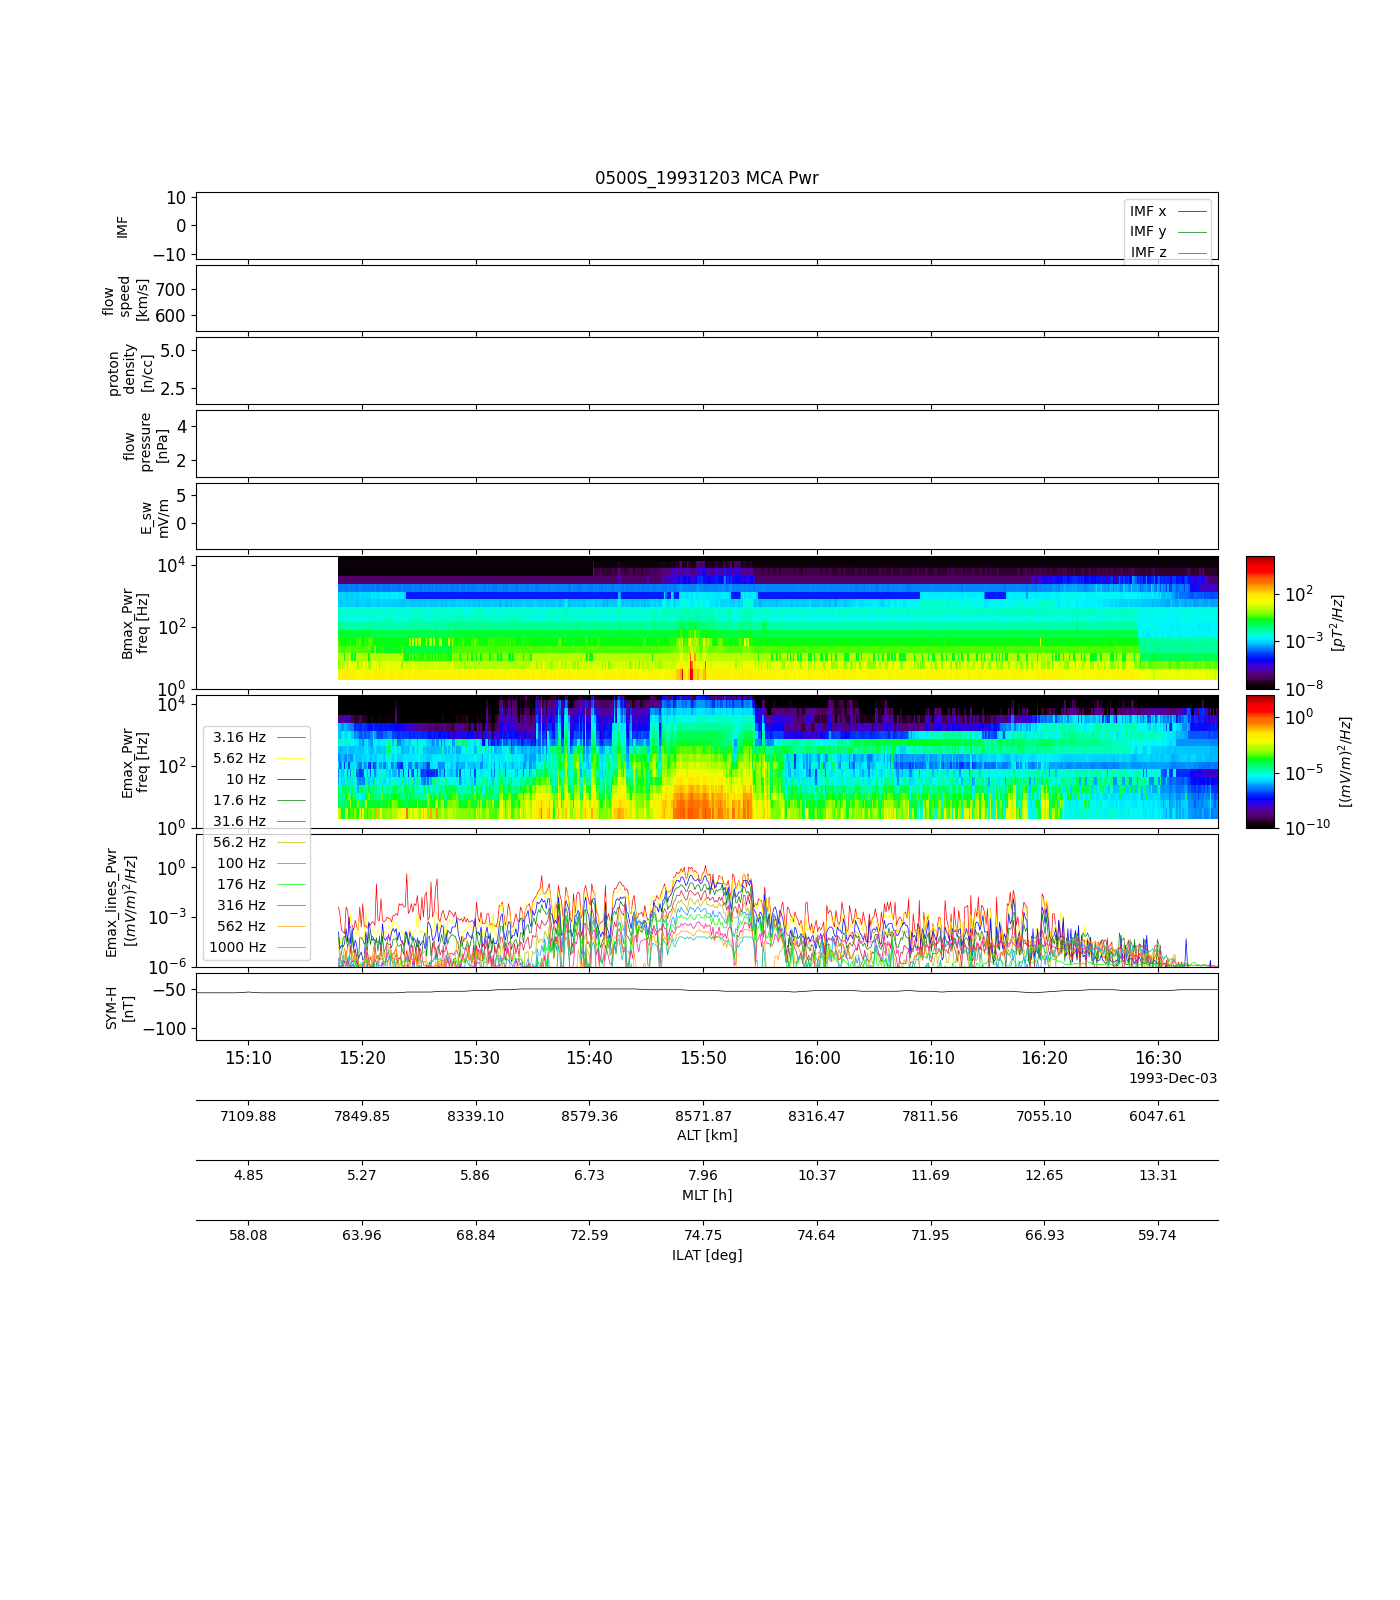 0500S_19931203 MCA Pwr
10
0
−10
IMF
IMF x
IMF y
IMF z
700
600
flow
speed
[km/s]
5.0
2.5
proton
density
[n/cc]
4
2
flow
pressure
[nPa]
5
0
E_sw
mV/m
10^4
10^2
10^0
Bmax_Pwr
freq [Hz]
10^2
10^−3
10^−8
[pT^2/Hz]
10^4
10^2
10^0
Emax_Pwr
freq [Hz]
10^0
10^−5
10^−10
[(mV/m)^2/Hz]
3.16 Hz
5.62 Hz
10 Hz
17.6 Hz
31.6 Hz
56.2 Hz
100 Hz
176 Hz
316 Hz
562 Hz
1000 Hz
10^0
10^−3
10^−6
Emax_lines_Pwr
[(mV/m)^2/Hz]
−50
−100
SYM-H
[nT]
15:10 15:20 15:30 15:40 15:50 16:00 16:10 16:20 16:30
1993-Dec-03
7109.88 7849.85 8339.10 8579.36 8571.87 8316.47 7811.56 7055.10 6047.61
ALT [km]
4.85 5.27 5.86 6.73 7.96 10.37 11.69 12.65 13.31
MLT [h]
58.08 63.96 68.84 72.59 74.75 74.64 71.95 66.93 59.74
ILAT [deg]